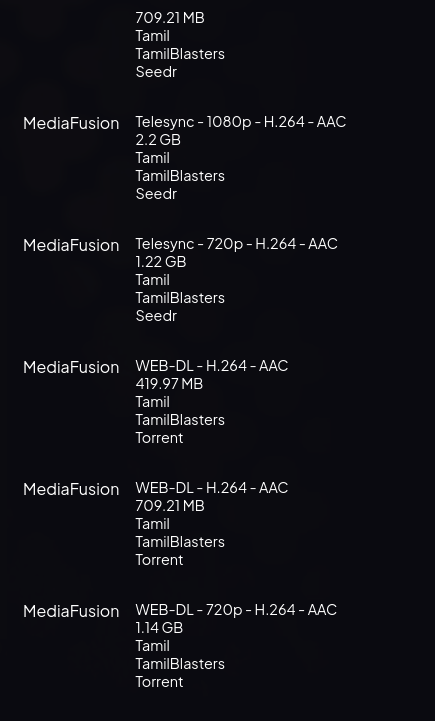 709.21 MB
Tamil
TamilBlasters
Seedr
MediaFusion
Telesync - 1080p - H.264 - AAC
2.2 GB
Tamil
TamilBlasters
Seedr
MediaFusion
Telesync - 720p - H.264 - AAC
1.22 GB
Tamil
TamilBlasters
Seedr
MediaFusion
WEB-DL - H.264 - AAC
419.97 MB
Tamil
TamilBlasters
Torrent
MediaFusion
WEB-DL - H.264 - AAC
709.21 MB
Tamil
TamilBlasters
Torrent
MediaFusion
WEB-DL - 720p - H.264 - AAC
1.14 GB
Tamil
TamilBlasters
Torrent